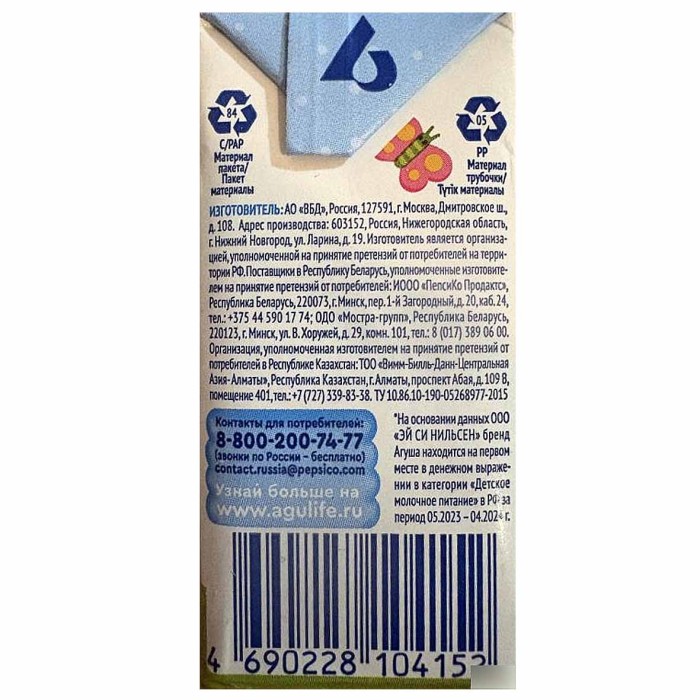 84
C/PAP
Материал
пакета/
Пакет
материалы
05
PP
Материал
трубочки/
Түтік материалы
ИЗГОТОВИТЕЛЬ: АО «ВБД», Россия, 127591, г. Москва, Дмитровское ш.,
д. 108. Адрес производства: 603152, Россия, Нижегородская область,
г. Нижний Новгород, ул. Ларина, д. 19. Изготовитель является организа-
цией, уполномоченной на принятие претензий от потребителей на терри-
тории РФ. Поставщики в Республику Беларусь, уполномоченные изготовите-
лем на принятие претензий от потребителей: ИООО «ПепсиКо Продактс»,
Республика Беларусь, 220073, г. Минск, пер. 1-й Загородный, д. 20, каб. 24,
тел.: +375 44 590 17 74; ОДО «Мостра-групп», Республика Беларусь,
220123, г. Минск, ул. В. Хоружей, д. 29, комн. 101, тел.: 8 (017) 389 06 00.
Организация, уполномоченная изготовителем на принятие претензий от
потребителей в Республике Казахстан: ТОО «Вимм-Билль-Данн-Центральная
Азия-Алматы», Республика Казахстан, г. Алматы, проспект Абая, д. 109 В,
помещение 401, тел.: +7 (727) 339-83-38. ТУ 10.86.10-190-05268977-2015
Контакты для потребителей:
8-800-200-74-77
(звонки по России – бесплатно)
contact.russia@pepsico.com
Узнай больше на
www.agulife.ru
*На основании данных ООО
«ЭЙ СИ НИЛЬСЕН» бренд
Агуша находится на первом
месте в денежном выраже-
нии в категории «Детское
молочное питание» в РФ за
период 05.2023 – 04.2024 г.
4 690228 104152